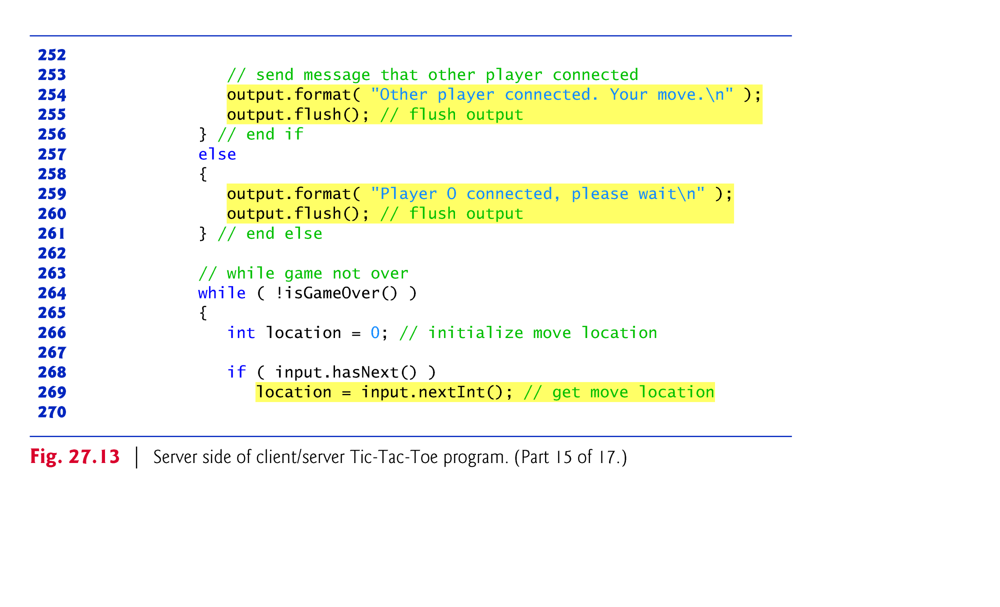 252
253 // send message that other player connected
254 output.format( "Other player connected. Your move.\n" );
255 output.flush(); // flush output
256 } // end if
257 else
258 {
259 output.format( "Player O connected, please wait\n" );
260 output.flush(); // flush output
261 } // end else
262
263 // while game not over
264 while ( !isGameOver() )
265 {
266 int location = 0; // initialize move location
267
268 if ( input.hasNext() )
269 location = input.nextInt(); // get move location
270
Fig. 27.13 | Server side of client/server Tic-Tac-Toe program. (Part 15 of 17.)